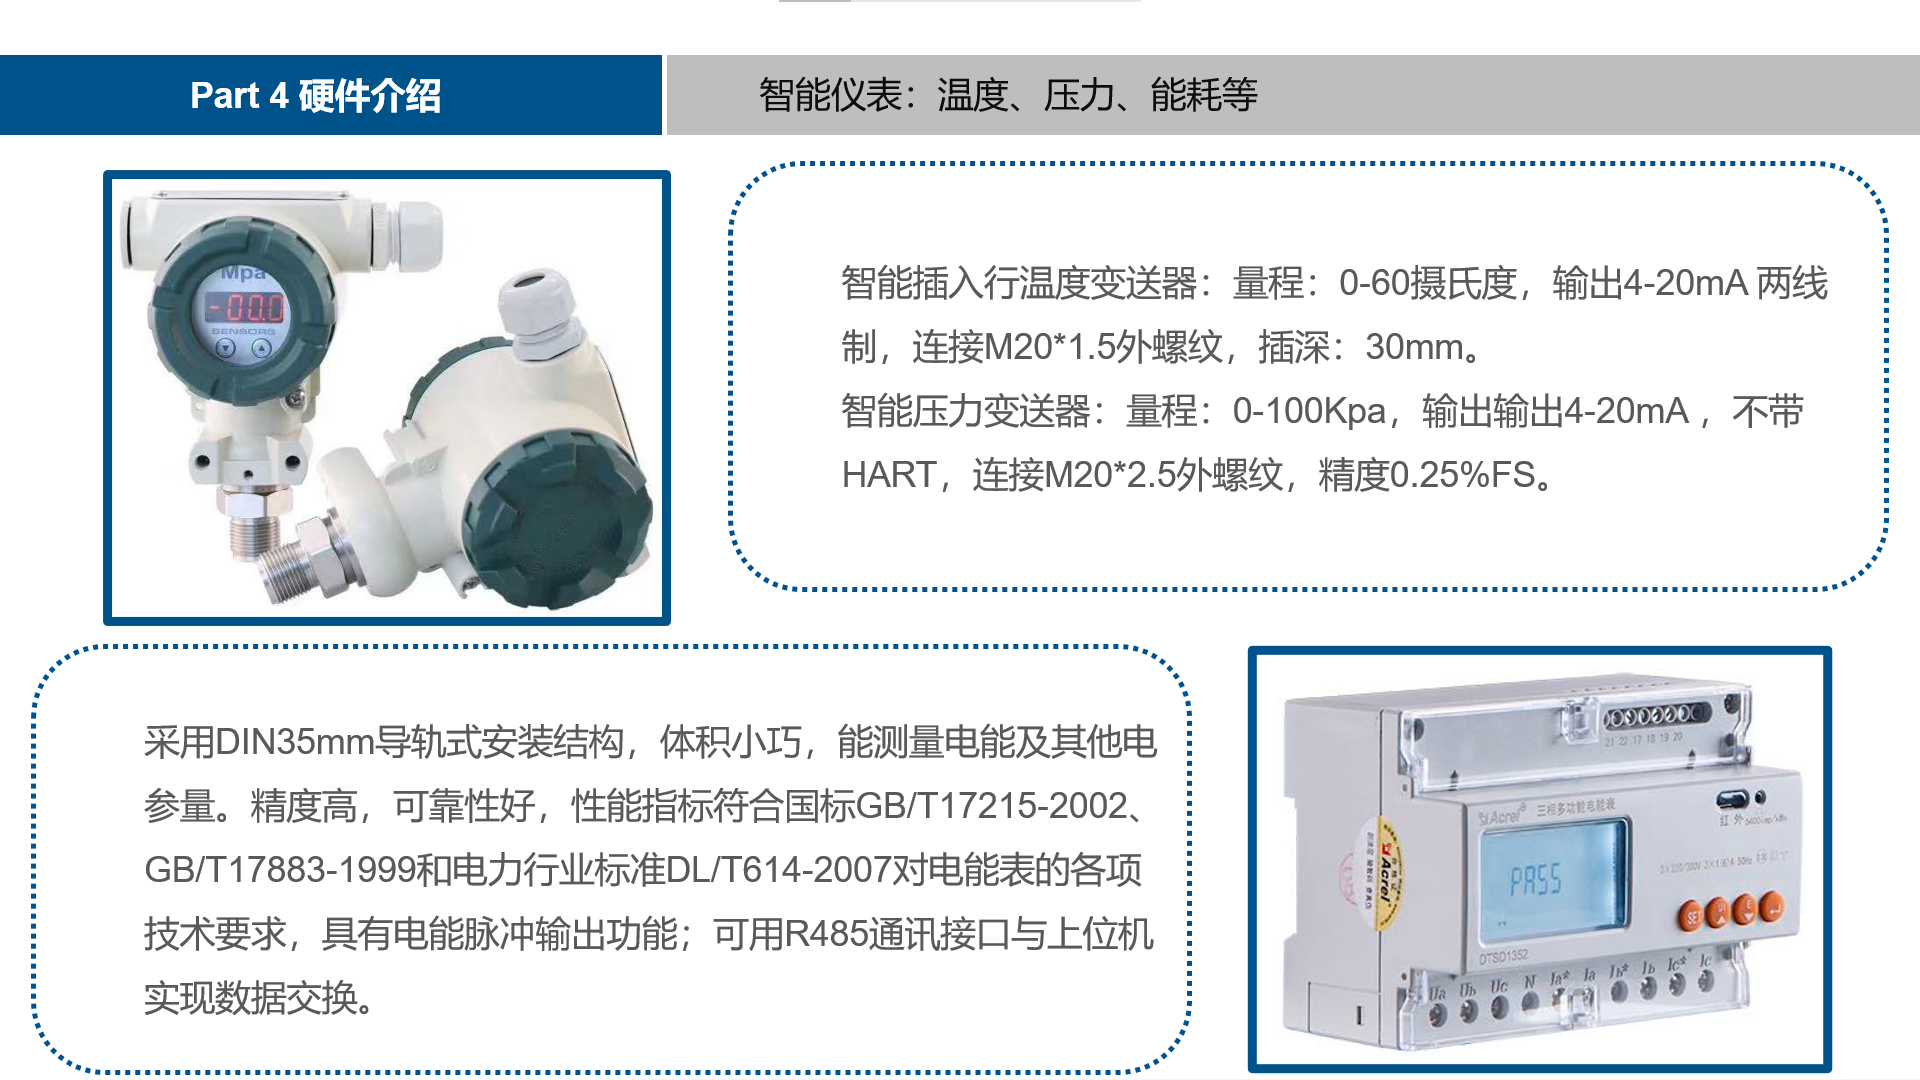 Part 4 硬件介绍
智能仪表：温度、压力、能耗等
Mpa
-00.0
SENSORS
智能插入行温度变送器：量程：0-60摄氏度，输出4-20mA 两线
制，连接M20*1.5外螺纹，插深：30mm。
智能压力变送器：量程：0-100Kpa，输出输出4-20mA ，不带
HART，连接M20*2.5外螺纹，精度0.25%FS。
采用DIN35mm导轨式安装结构，体积小巧，能测量电能及其他电
参量。精度高，可靠性好，性能指标符合国标GB/T17215-2002、
GB/T17883-1999和电力行业标准DL/T614-2007对电能表的各项
技术要求，具有电能脉冲输出功能；可用R485通讯接口与上位机
实现数据交换。
21 22 17 18 19 20
Acrel 三相多功能电能表
红外
PASS
Acrel
SET
DTSD1352
Ua Ub Uc N Ia* Ia Ib* Ib Ic* Ic